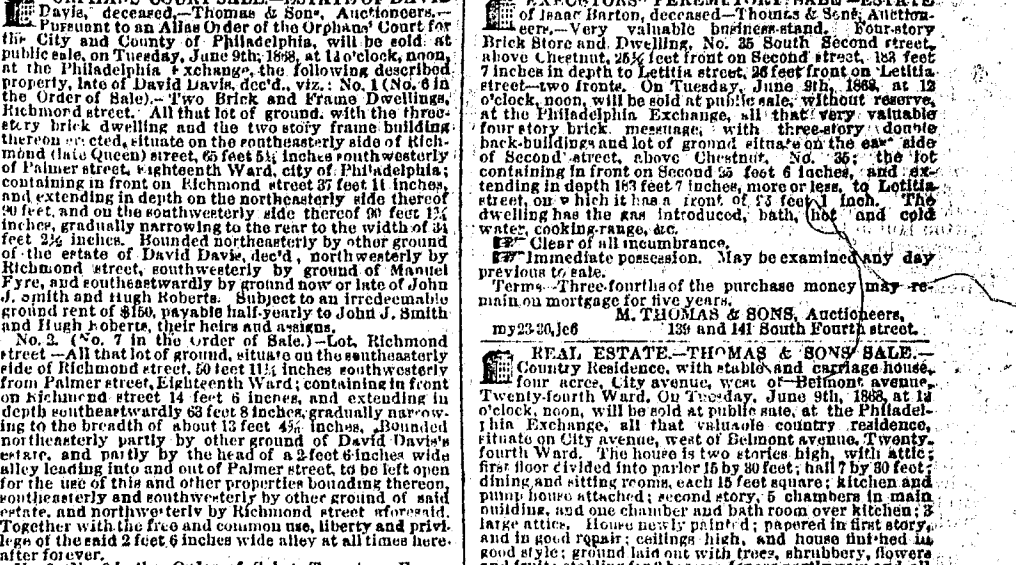 ORPHANS' COURT SALE.—ESTATE OF DAVID
Davis, deceased.—Thomas & Sons, Auctioneers.—
Pursuant to an Alias Order of the Orphans' Court for
the City and County of Philadelphia, will be sold at
public sale, on Tuesday, June 9th, 1868, at 12 o'clock, noon,
at the Philadelphia Exchange, the following described
property, late of David Davis, dec'd., viz.: No. 1 (No. 6 in
the Order of Sale).—Two Brick and Frame Dwellings,
Richmond street. All that lot of ground, with the three-
story brick dwelling and the two story frame building
thereon erected, situate on the southeasterly side of Rich-
mond (late Queen) street, 65 feet 5¼ inches southwesterly
of Palmer street, Eighteenth Ward, city of Philadelphia;
containing in front on Richmond street 37 feet 11 inches,
and extending in depth on the northeasterly side thereof
90 feet, and on the southwesterly side thereof 90 feet 1¾
inches, gradually narrowing to the rear to the width of 34
feet 2½ inches. Bounded northeasterly by other ground
of the estate of David Davis, dec'd, northwesterly by
Richmond street, southwesterly by ground of Manuel
Fyre, and southeastwardly by ground now or late of John
J. Smith and Hugh Roberts. Subject to an irredeemable
ground rent of $150, payable half-yearly to John J. Smith
and Hugh Roberts, their heirs and assigns.
No. 2. (No. 7 in the Order of Sale.)—Lot, Richmond
street—All that lot of ground, situate on the southeasterly
side of Richmond street, 50 feet 11¼ inches southwesterly
from Palmer street, Eighteenth Ward; containing in front
on Richmond street 14 feet 6 inches, and extending in
depth southeastwardly 63 feet 8 inches, gradually narrow-
ing to the breadth of about 13 feet 4¾ inches. Bounded
northeasterly partly by other ground of David Davis's
estate, and partly by the head of a 2 feet 6 inches wide
alley leading into and out of Palmer street, to be left open
for the use of this and other properties bounding thereon,
southeasterly and southwesterly by other ground of said
estate, and northwesterly by Richmond street aforesaid.
Together with the free and common use, liberty and privi-
lege of the said 2 feet 6 inches wide alley at all times here-
after forever.
EXECUTORS' PEREMPTORY SALE—ESTATE
of Isaac Barton, deceased—Thomas & Sons, Auction-
eers.—Very valuable business-stand. Four-story
Brick Store and Dwelling, No. 35 South Second street,
above Chestnut, 25½ feet front on Second street, 183 feet
7 inches in depth to Letitia street, 26 feet front on Letitia
street—two fronts. On Tuesday, June 9th, 1868, at 12
o'clock, noon, will be sold at public sale, without reserve,
at the Philadelphia Exchange, all that very valuable
four story brick messuage, with three-story double
back-buildings and lot of ground situate on the east side
of Second street, above Chestnut, No. 35; the lot
containing in front on Second 25 feet 6 inches, and ex-
tending in depth 183 feet 7 inches, more or less, to Letitia
street, on which it has a front of feet 1 inch. The
dwelling has the gas introduced, bath, hot and cold
water, cooking-range, &c.
☞ Clear of all incumbrance.
☞ Immediate possession. May be examined any day
previous to sale.
Terms—Three-fourths of the purchase money may re-
main on mortgage for five years.
M. THOMAS & SONS, Auctioneers,
my23-30,je6 139 and 141 South Fourth street.
REAL ESTATE.—THOMAS & SONS' SALE.—
Country Residence, with stable and carriage house,
four acres, City avenue, west of Belmont avenue,
Twenty-fourth Ward. On Tuesday, June 9th, 1868, at 12
o'clock, noon, will be sold at public sale, at the Philadel-
phia Exchange, all that valuable country residence,
situate on City avenue, west of Belmont avenue, Twenty-
fourth Ward. The house is two stories high, with attic;
first floor divided into parlor 15 by 30 feet; hall 7 by 30 feet;
dining and sitting rooms, each 15 feet square; kitchen and
pump house attached; second story, 5 chambers in main
building, and one chamber and bath room over kitchen; 3
large attics. House newly painted; papered in first story,
and in good repair; ceilings high, and house finished in
good style; ground laid out with trees, shrubbery, flowers